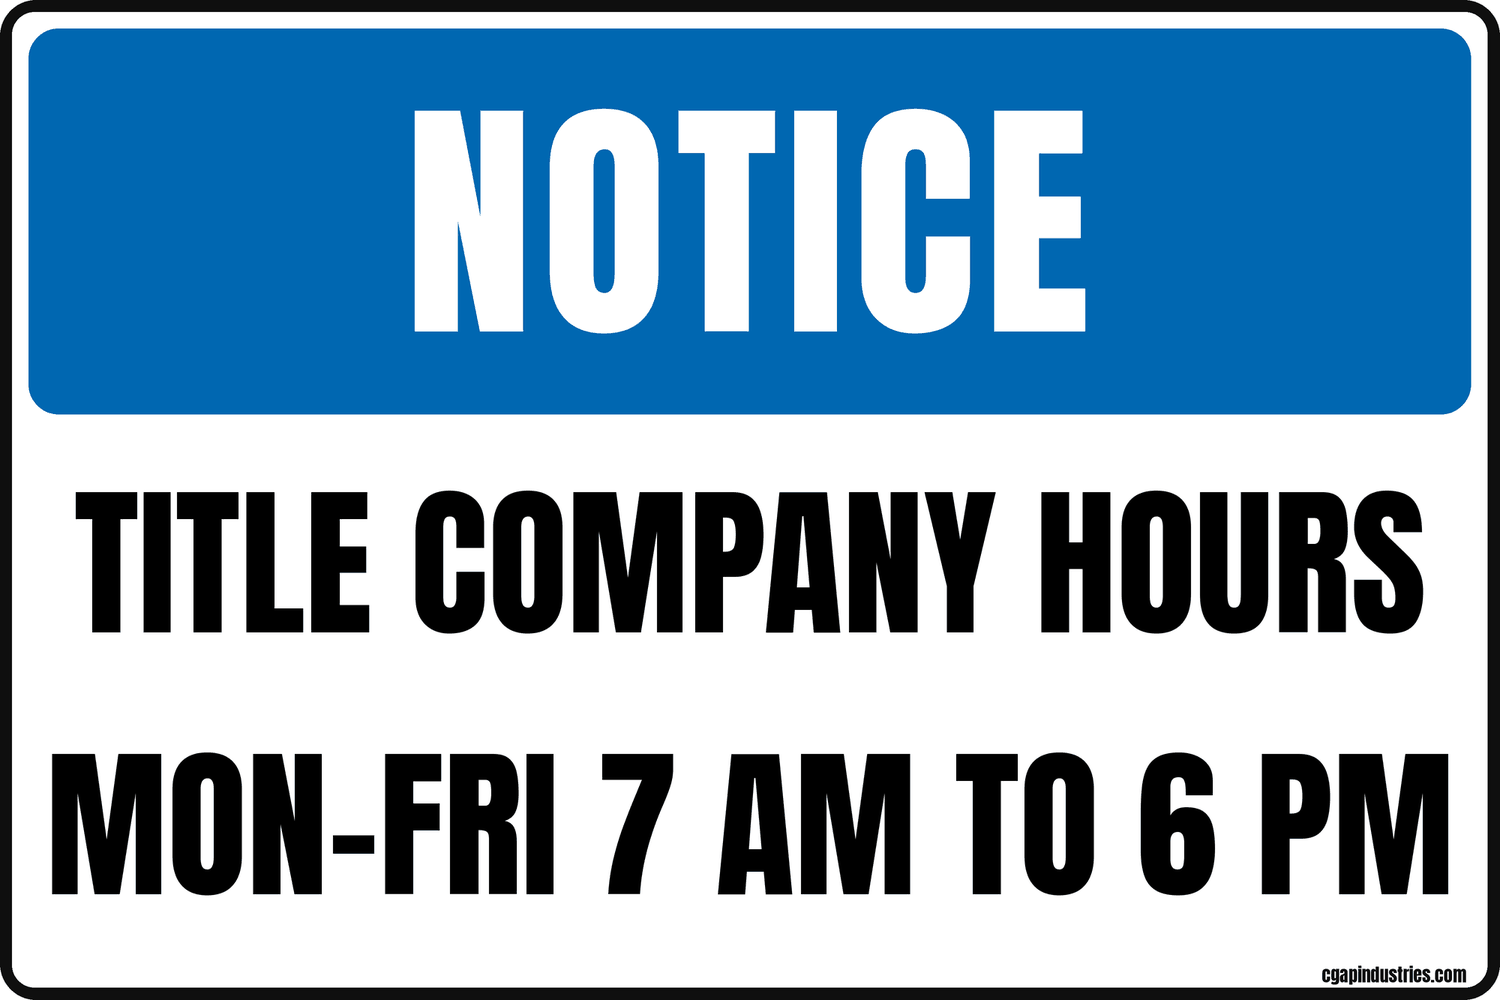 NOTICE
TITLE COMPANY HOURS
MON-FRI 7 AM TO 6 PM
cgapindustries.com